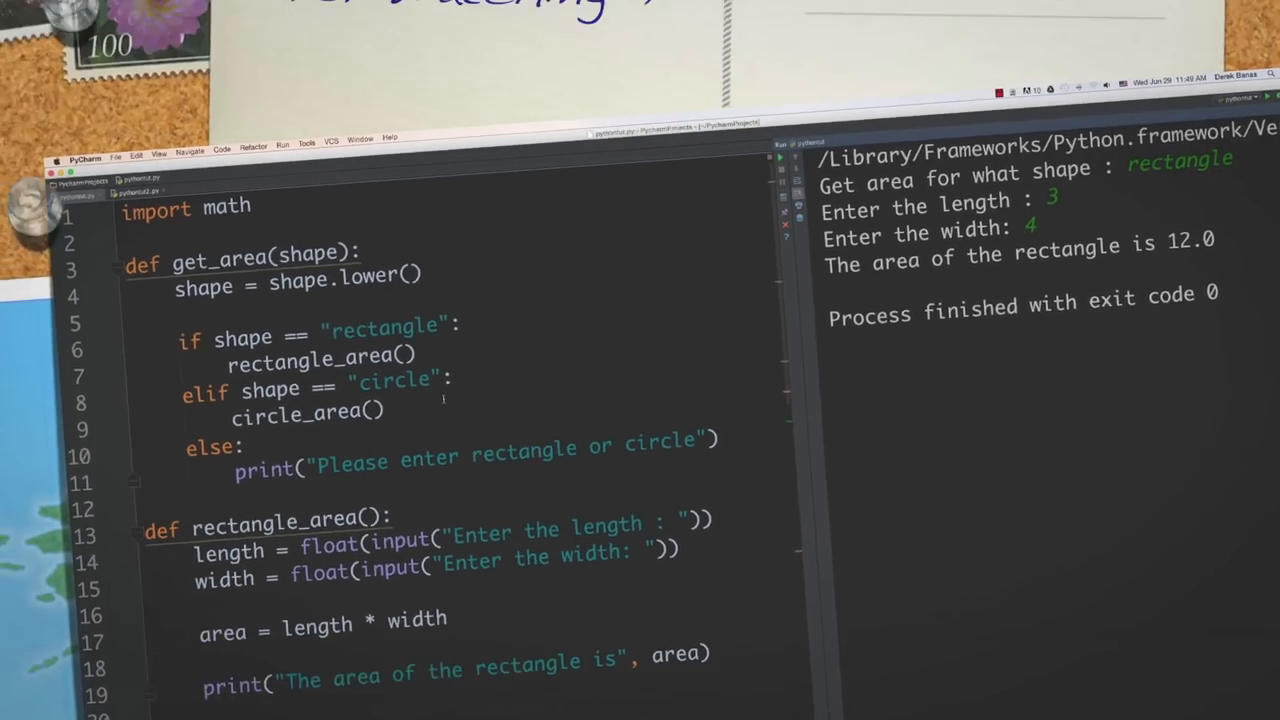 100
PyCharm File Edit View Navigate Code Refactor Run Tools VCS Window Help
Wed Jun 29 11:49 AM Derek Banas
pythontut.py - PycharmProjects - [~/PycharmProjects]
PycharmProjects pythontut.py
pythontut.py pythontut2.py
1 import math
2
3 def get_area(shape):
4 shape = shape.lower()
5
6 if shape == "rectangle":
7 rectangle_area()
8 elif shape == "circle":
9 circle_area()
10 else:
11 print("Please enter rectangle or circle")
12
13 def rectangle_area():
14 length = float(input("Enter the length : "))
15 width = float(input("Enter the width: "))
16
17 area = length * width
18
19 print("The area of the rectangle is", area)
Run pythontut
/Library/Frameworks/Python.framework/Ve
Get area for what shape : rectangle
Enter the length : 3
Enter the width: 4
The area of the rectangle is 12.0
Process finished with exit code 0